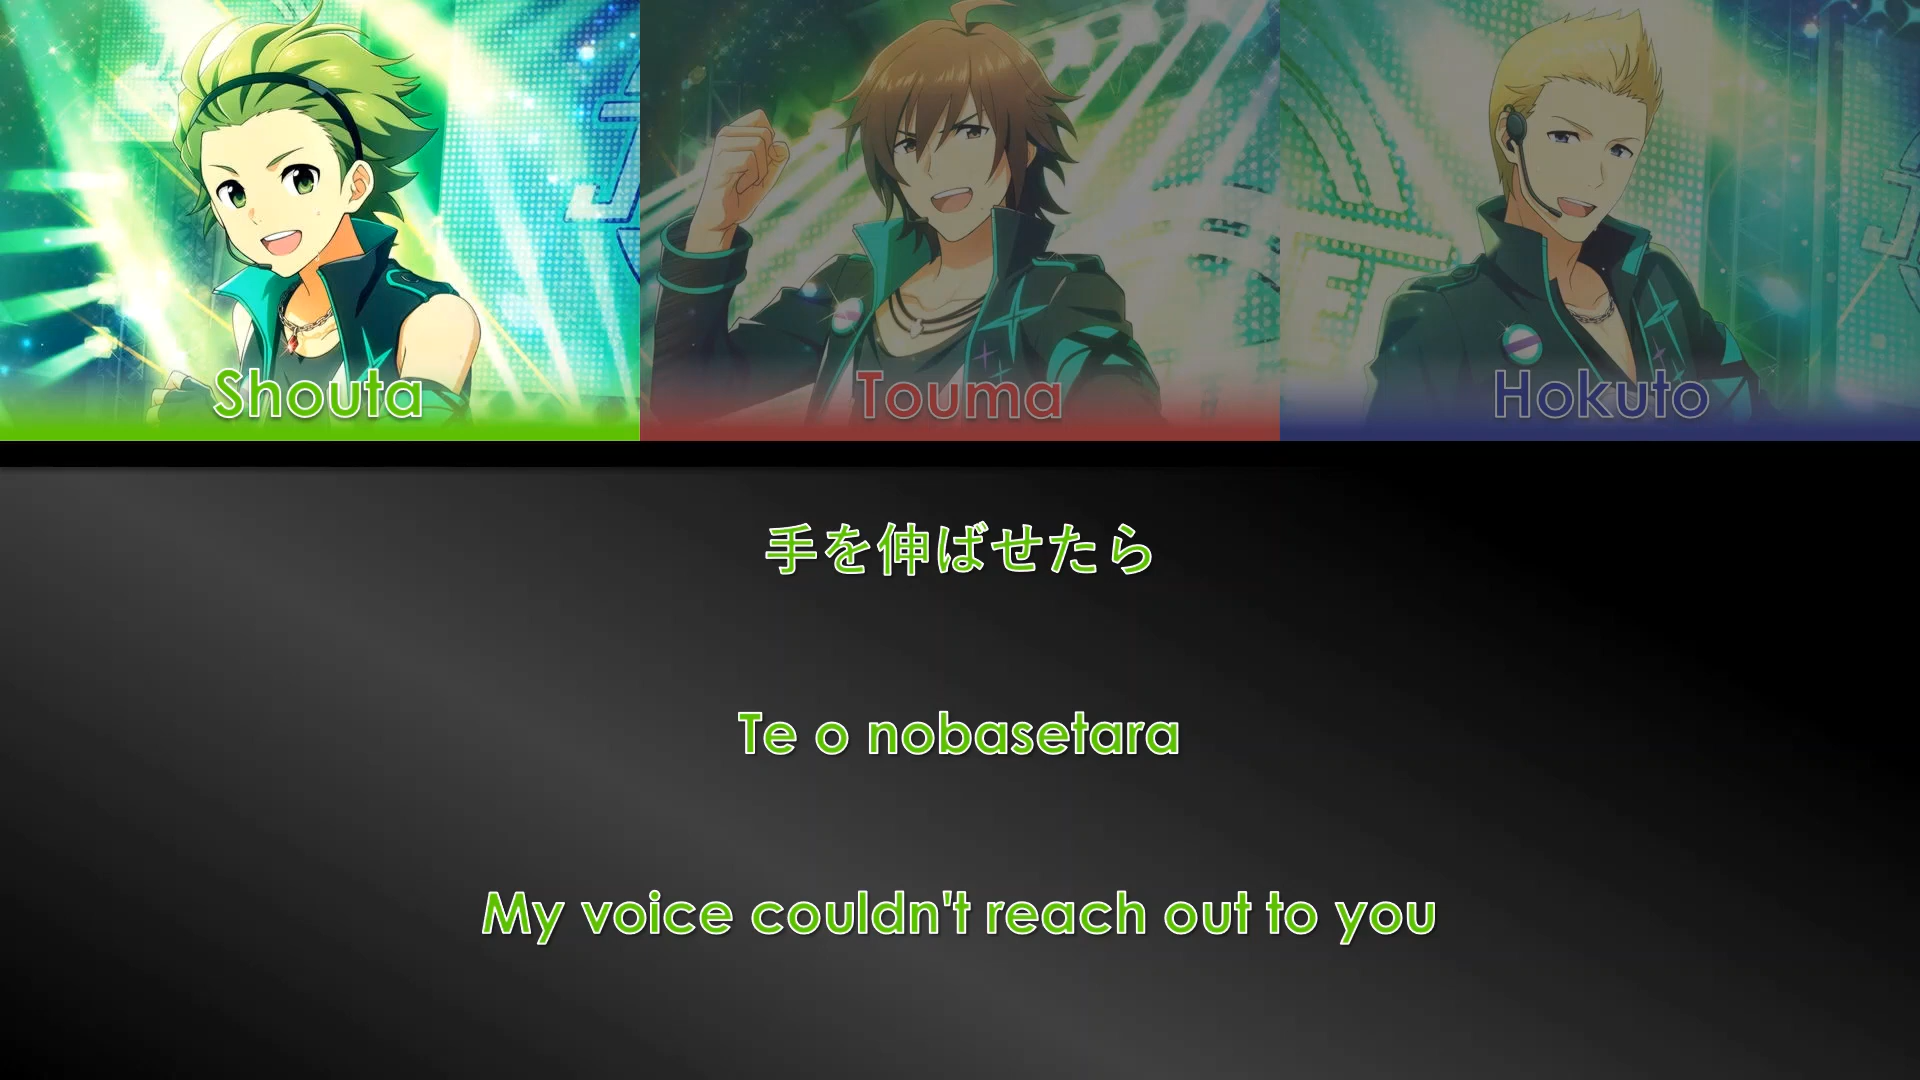 Shouta
Touma
Hokuto
手を伸ばせたら
Te o nobasetara
My voice couldn't reach out to you